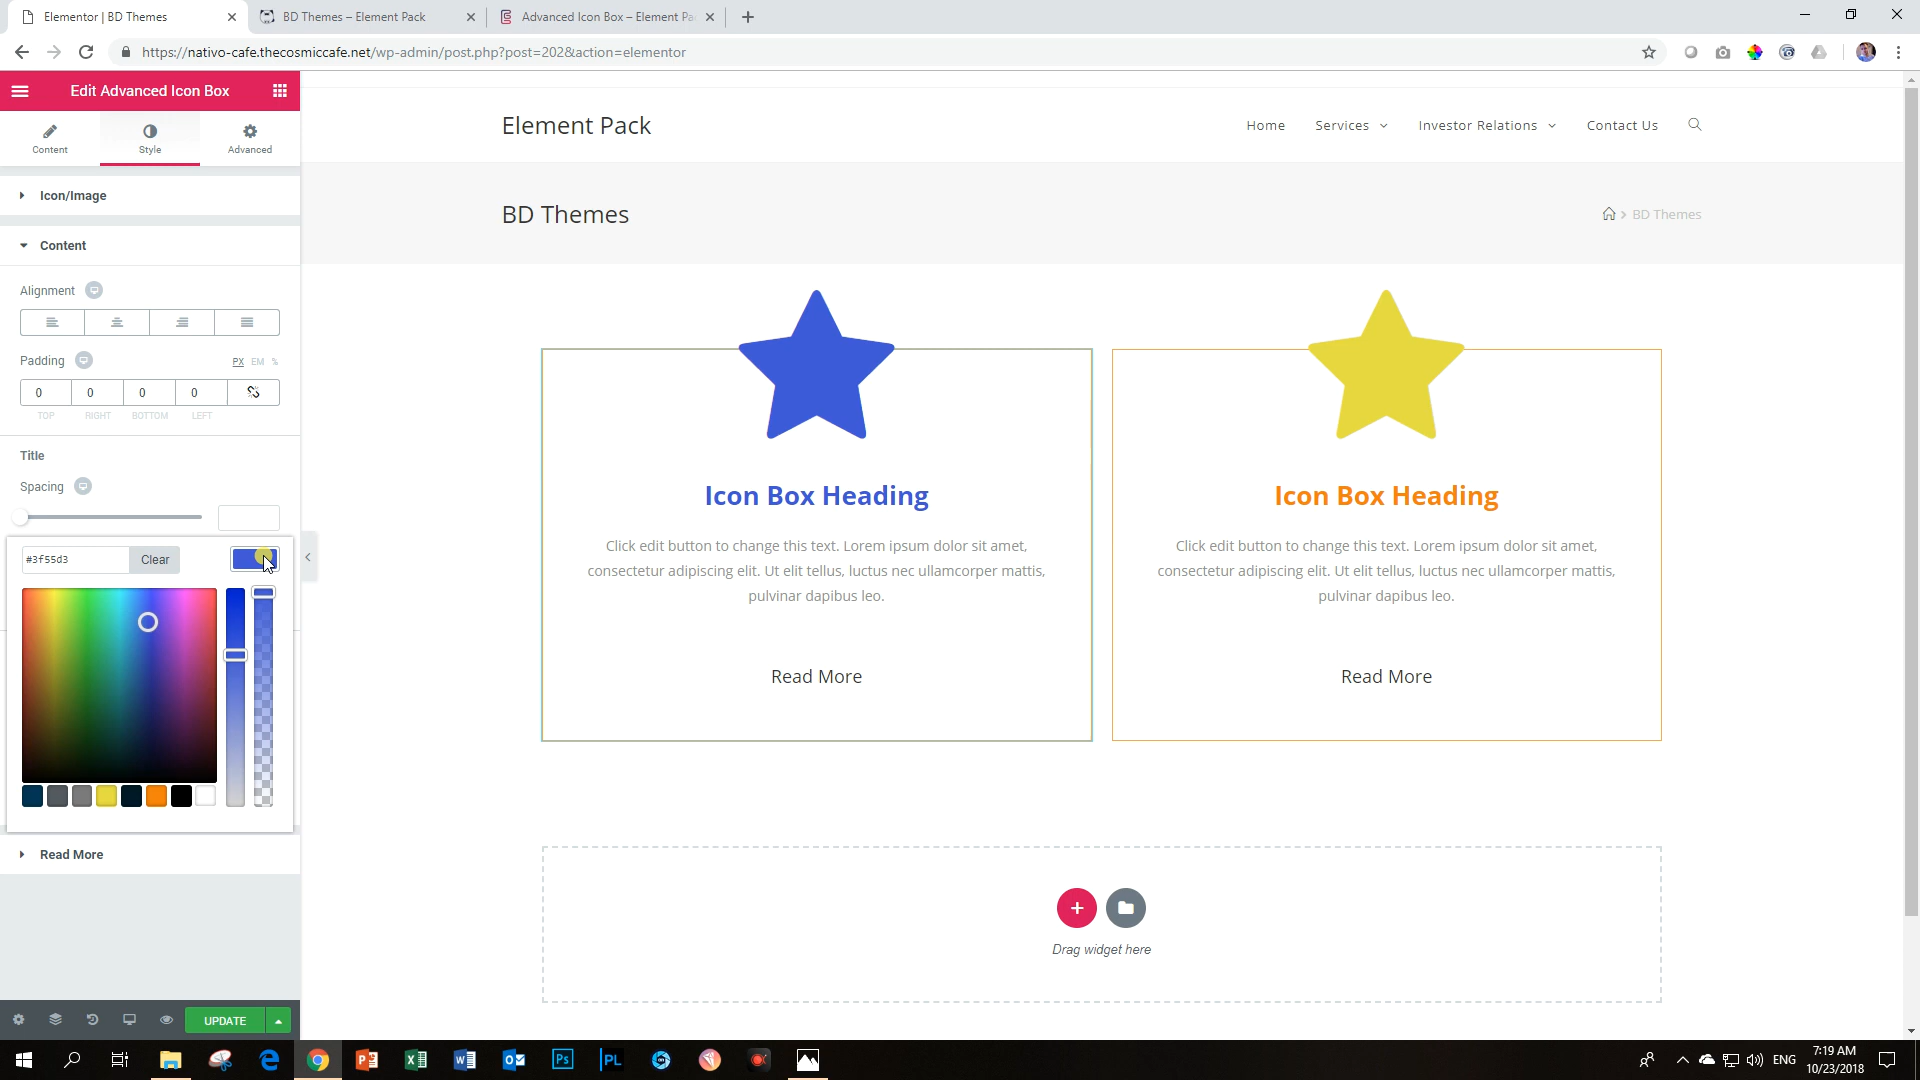 Elementor | BD Themes
BD Themes – Element Pack
Advanced Icon Box – Element Pa
https://nativo-cafe.thecosmiccafe.net/wp-admin/post.php?post=202&action=elementor
Edit Advanced Icon Box
Content
Style
Advanced
Icon/Image
Content
Alignment
Padding
PX EM %
0 0 0 0
TOP RIGHT BOTTOM LEFT
Title
Spacing
#3f55d3
Clear
Read More
UPDATE
Element Pack
Home Services Investor Relations Contact Us
BD Themes
> BD Themes
Icon Box Heading
Click edit button to change this text. Lorem ipsum dolor sit amet,
consectetur adipiscing elit. Ut elit tellus, luctus nec ullamcorper mattis,
pulvinar dapibus leo.
Read More
Icon Box Heading
Click edit button to change this text. Lorem ipsum dolor sit amet,
consectetur adipiscing elit. Ut elit tellus, luctus nec ullamcorper mattis,
pulvinar dapibus leo.
Read More
Drag widget here
Ps
PL
ENG
7:19 AM
10/23/2018